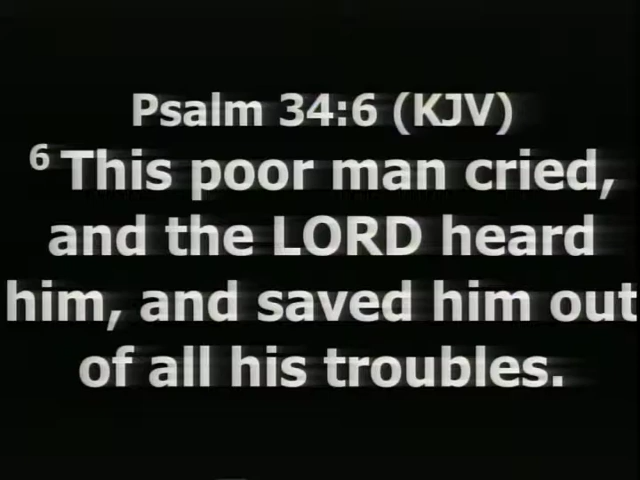 Psalm 34:6 (KJV)
6 This poor man cried,
and the LORD heard
him, and saved him out
of all his troubles.